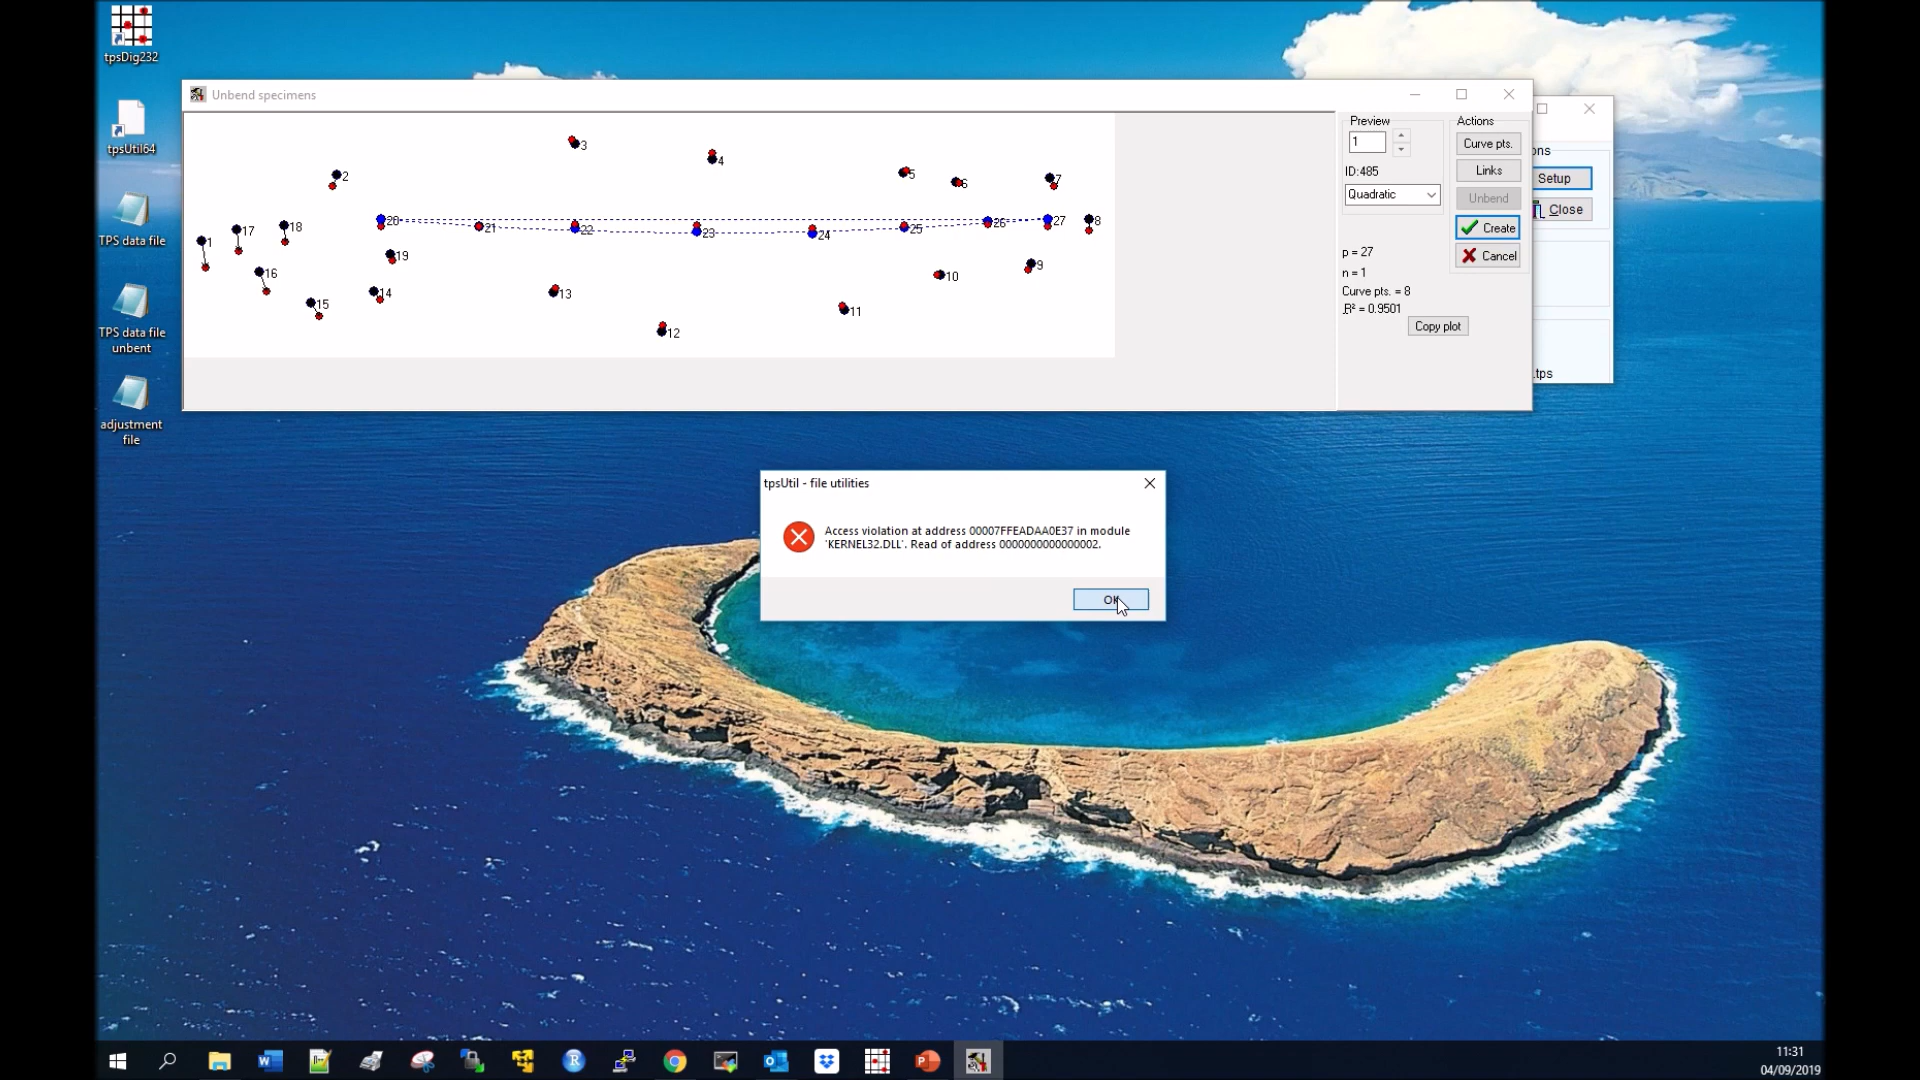 tpsDig232
tpsUtil64
TPS data file
TPS data file
unbent
adjustment
file
Unbend specimens
3
4
2
5
6
7
20
21
22
23
24
25
26
27
8
18
17
1
19
16
9
10
14
13
15
11
12
Preview
1
ID:485
Quadratic
p = 27
n = 1
Curve pts. = 8
R² = 0.9501
Copy plot
Actions
Curve pts.
Links
Unbend
Create
Cancel
ons
Setup
Close
.tps
tpsUtil - file utilities
Access violation at address 00007FFEADAA0E37 in module
'KERNEL32.DLL'. Read of address 0000000000000002.
OK
11:31
04/09/2019